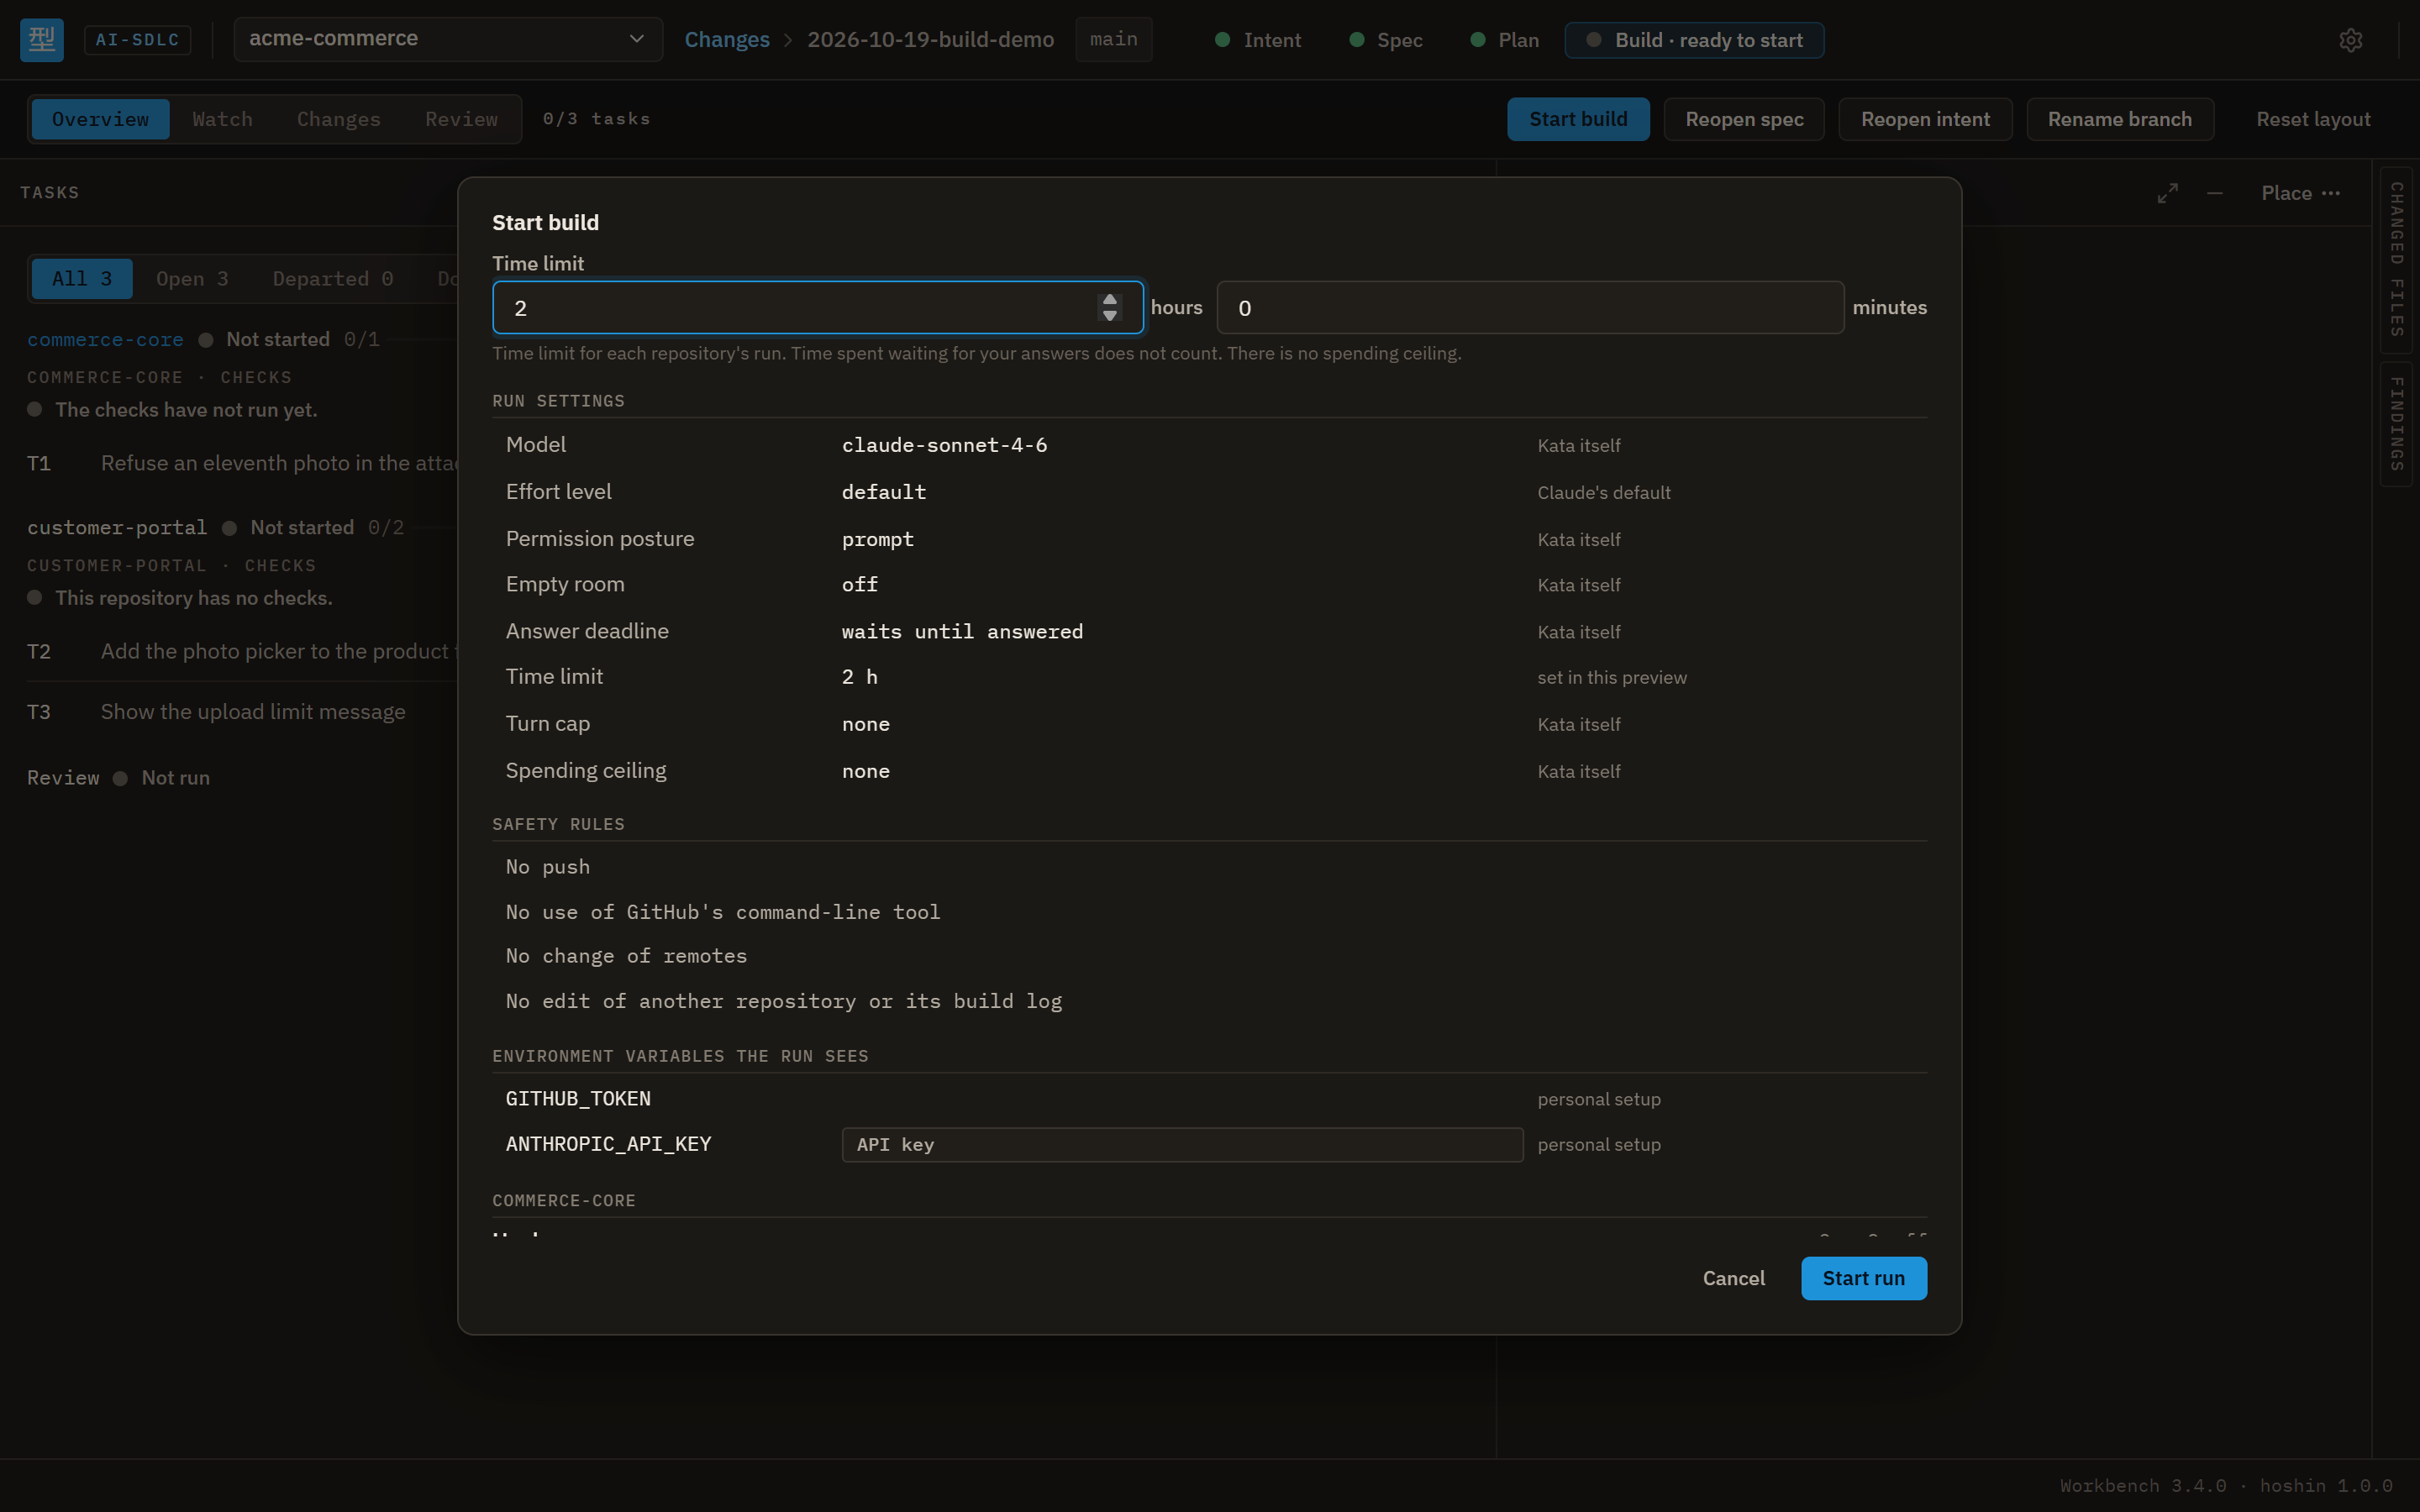 型 AI-SDLC acme-commerce Changes 2026-10-19-build-demo main Intent Spec Plan Build · ready to start
Overview Watch Changes Review 0/3 tasks Start build Reopen spec Reopen intent Rename branch Reset layout
TASKS
Place
CHANGED FILES
FINDINGS
All 3 Open 3 Departed 0
commerce-core Not started 0/1
COMMERCE-CORE · CHECKS
The checks have not run yet.
T1 Refuse an eleventh photo in the
customer-portal Not started 0/2
CUSTOMER-PORTAL · CHECKS
This repository has no checks.
T2 Add the photo picker to the product
T3 Show the upload limit message
Review Not run
Start build
Time limit
2 hours 0 minutes
Time limit for each repository's run. Time spent waiting for your answers does not count. There is no spending ceiling.
RUN SETTINGS
Model claude-sonnet-4-6 Kata itself
Effort level default Claude's default
Permission posture prompt Kata itself
Empty room off Kata itself
Answer deadline waits until answered Kata itself
Time limit 2 h set in this preview
Turn cap none Kata itself
Spending ceiling none Kata itself
SAFETY RULES
No push
No use of GitHub's command-line tool
No change of remotes
No edit of another repository or its build log
ENVIRONMENT VARIABLES THE RUN SEES
GITHUB_TOKEN personal setup
ANTHROPIC_API_KEY API key personal setup
COMMERCE-CORE
Cancel Start run
Workbench 3.4.0 · hoshin 1.0.0